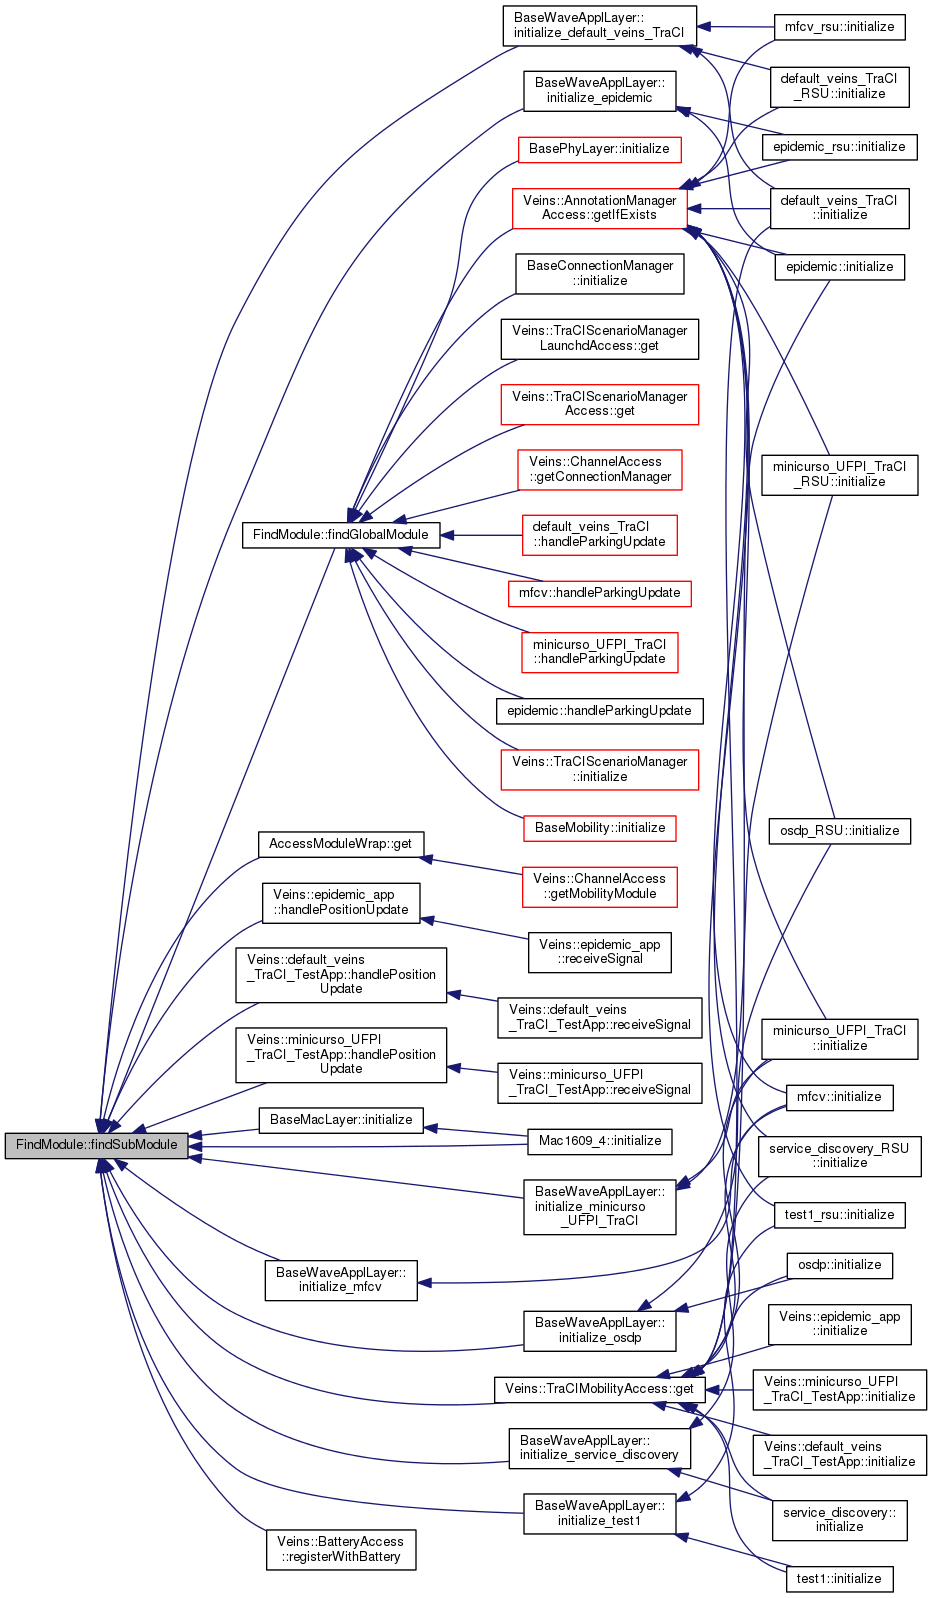 BaseWaveApplLayer::
initialize_default_veins_TraCI
mfcv_rsu::initialize
default_veins_TraCI
_RSU::initialize
BaseWaveApplLayer::
initialize_epidemic
epidemic_rsu::initialize
BasePhyLayer::initialize
Veins::AnnotationManager
Access::getIfExists
default_veins_TraCI
::initialize
BaseConnectionManager
::initialize
epidemic::initialize
Veins::TraCIScenarioManager
LaunchdAccess::get
Veins::TraCIScenarioManager
Access::get
Veins::ChannelAccess
::getConnectionManager
minicurso_UFPI_TraCI
_RSU::initialize
FindModule::findGlobalModule
default_veins_TraCI
::handleParkingUpdate
mfcv::handleParkingUpdate
minicurso_UFPI_TraCI
::handleParkingUpdate
epidemic::handleParkingUpdate
Veins::TraCIScenarioManager
::initialize
BaseMobility::initialize
osdp_RSU::initialize
AccessModuleWrap::get
Veins::ChannelAccess
::getMobilityModule
Veins::epidemic_app
::handlePositionUpdate
Veins::epidemic_app
::receiveSignal
Veins::default_veins
_TraCI_TestApp::handlePosition
Update
Veins::default_veins
_TraCI_TestApp::receiveSignal
Veins::minicurso_UFPI
_TraCI_TestApp::handlePosition
Update
minicurso_UFPI_TraCI
::initialize
Veins::minicurso_UFPI
_TraCI_TestApp::receiveSignal
mfcv::initialize
BaseMacLayer::initialize
FindModule::findSubModule
Mac1609_4::initialize
service_discovery_RSU
::initialize
BaseWaveApplLayer::
initialize_minicurso
_UFPI_TraCI
test1_rsu::initialize
BaseWaveApplLayer::
initialize_mfcv
osdp::initialize
BaseWaveApplLayer::
initialize_osdp
Veins::epidemic_app
::initialize
Veins::TraCIMobilityAccess::get
Veins::minicurso_UFPI
_TraCI_TestApp::initialize
BaseWaveApplLayer::
initialize_service_discovery
Veins::default_veins
_TraCI_TestApp::initialize
BaseWaveApplLayer::
initialize_test1
service_discovery::
initialize
Veins::BatteryAccess
::registerWithBattery
test1::initialize